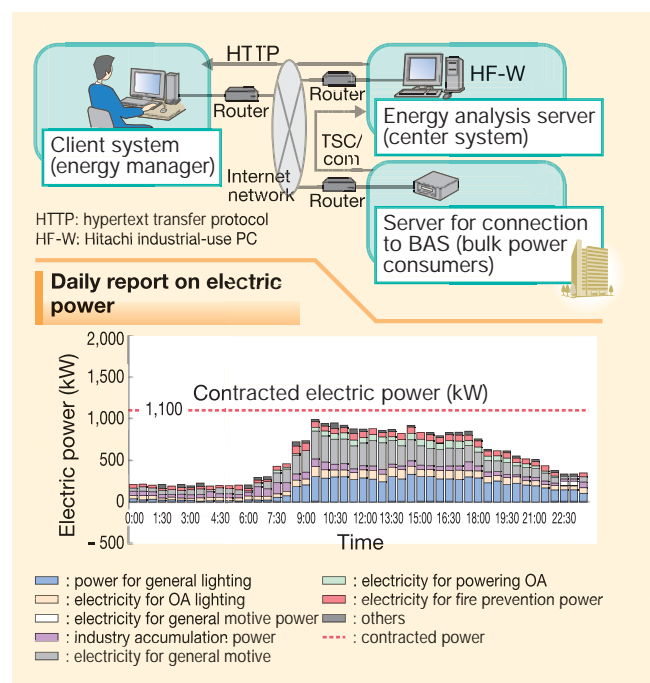 HTTP
HF-W
Router
Router
Energy analysis server
(center system)
Client system
(energy manager)
TSC/
com
Internet
network
Router
HTTP: hypertext transfer protocol
HF-W: Hitachi industrial-use PC
Server for connection
to BAS (bulk power
consumers)
Daily report on electric
power
Electric power (kW)
2,000
1,500
1,000
500
0
- 500
Contracted electric power (kW)
1,100
0:00 1:30 3:00 4:30 6:00 7:30 9:00 10:30 12:00 13:30 15:00 16:30 18:00 19:30 21:00 22:30
Time
: power for general lighting
: electricity for OA lighting
: electricity for general motive power
: industry accumulation power
: electricity for general motive
: electricity for powering OA
: electricity for fire prevention power
: others
: contracted power